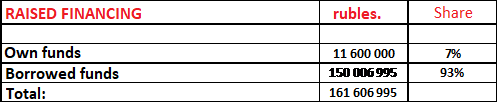 RAISED FINANCING rubles. Share
Own funds 11 600 000 7%
Borrowed funds 150 006 995 93%
Total: 161 606 995